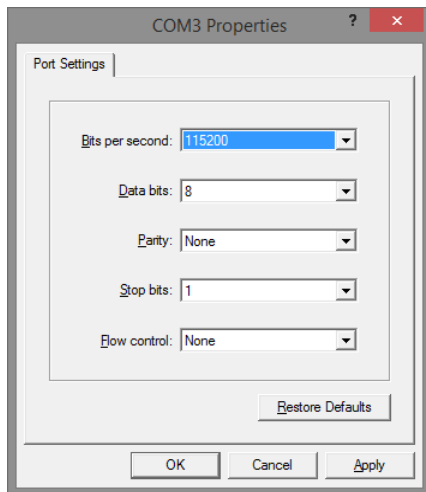 COM3 Properties ? ×
Port Settings
Bits per second: 115200
Data bits: 8
Parity: None
Stop bits: 1
Flow control: None
Restore Defaults
OK Cancel Apply